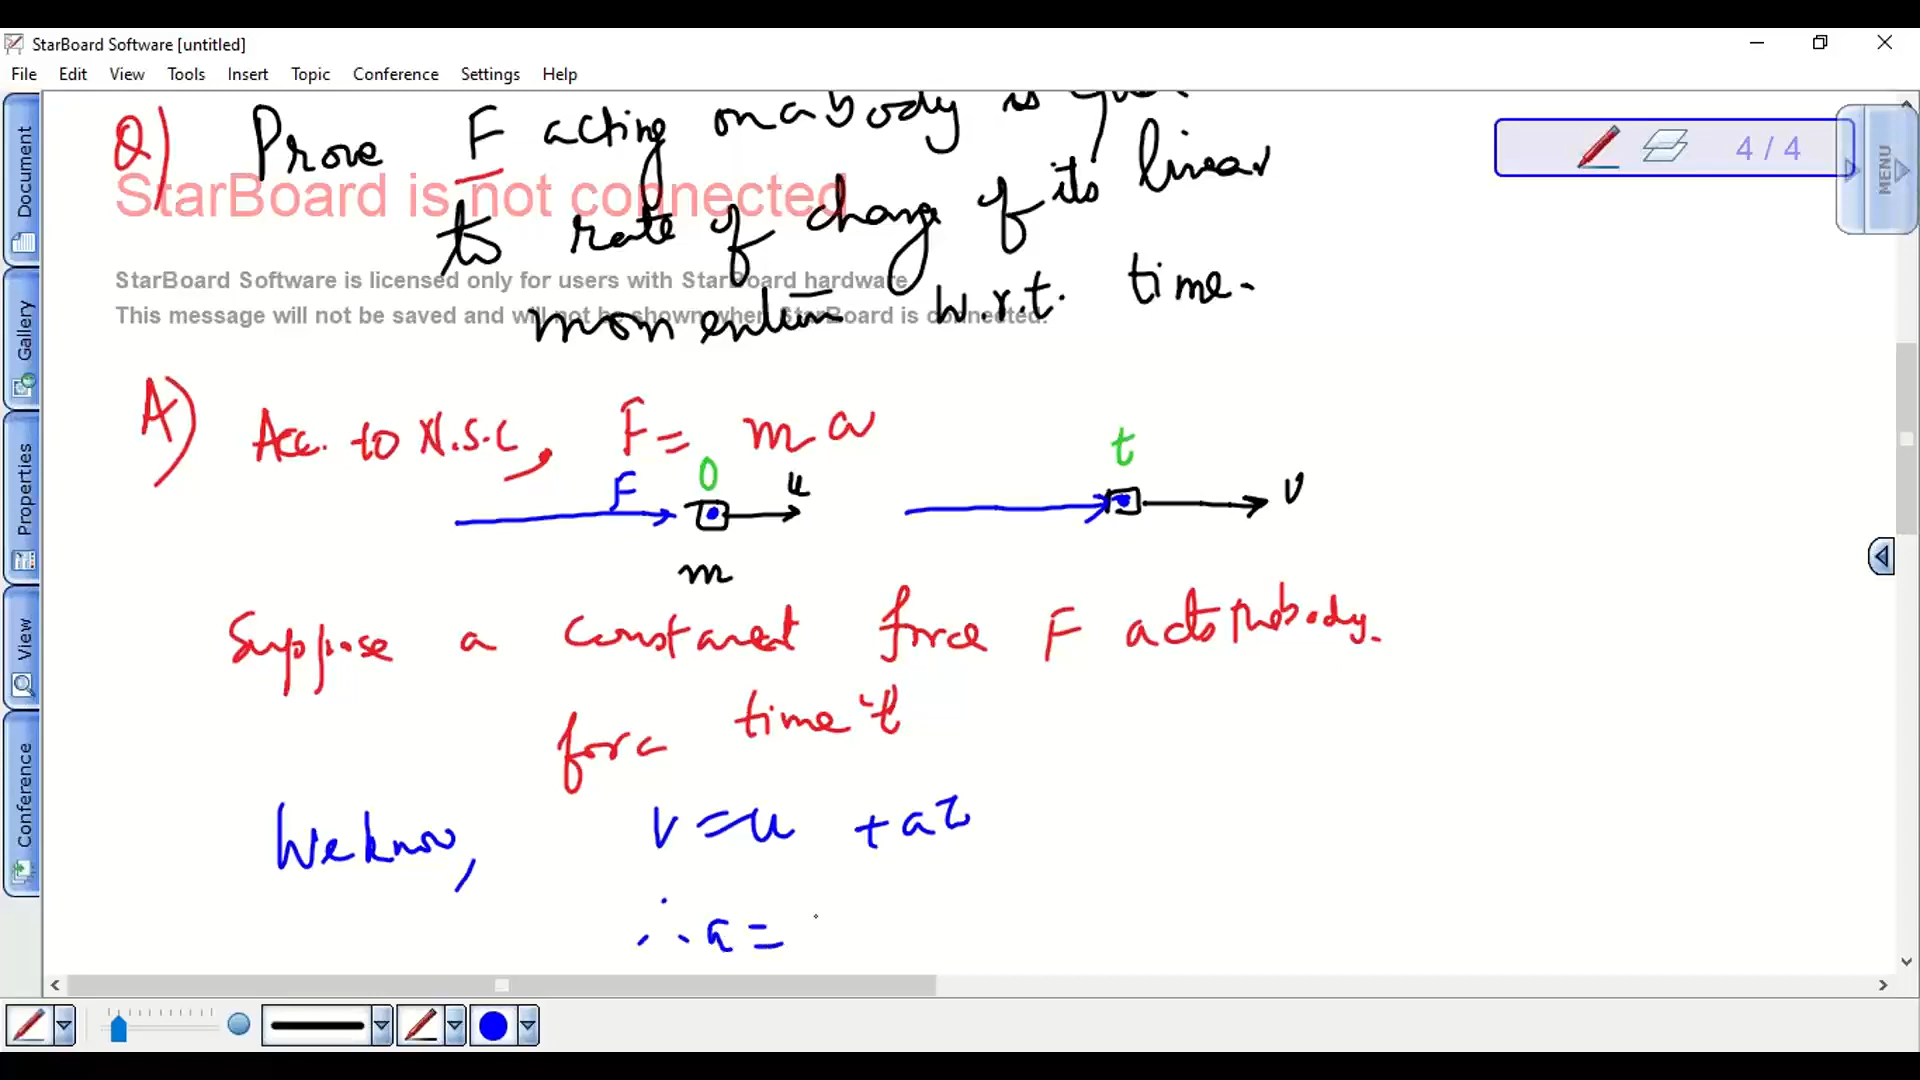 StarBoard Software [untitled]
File Edit View Tools Insert Topic Conference Settings Help
Document
Gallery
Properties
View
Conference
4 / 4
MENU
Q) Prove F acting on a body is
StarBoard is not connected
to rate of change of its linear
StarBoard Software is licensed only for users with StarBoard hardware.
This message will not be saved and will not be shown when StarBoard is connected.
momentum w.r.t. time.
A) Acc. to N.S.L, F = ma
F 0 u t v
m
Suppose a constant force F acts the body.
for a time 't
We know, v = u + at
∴ a =